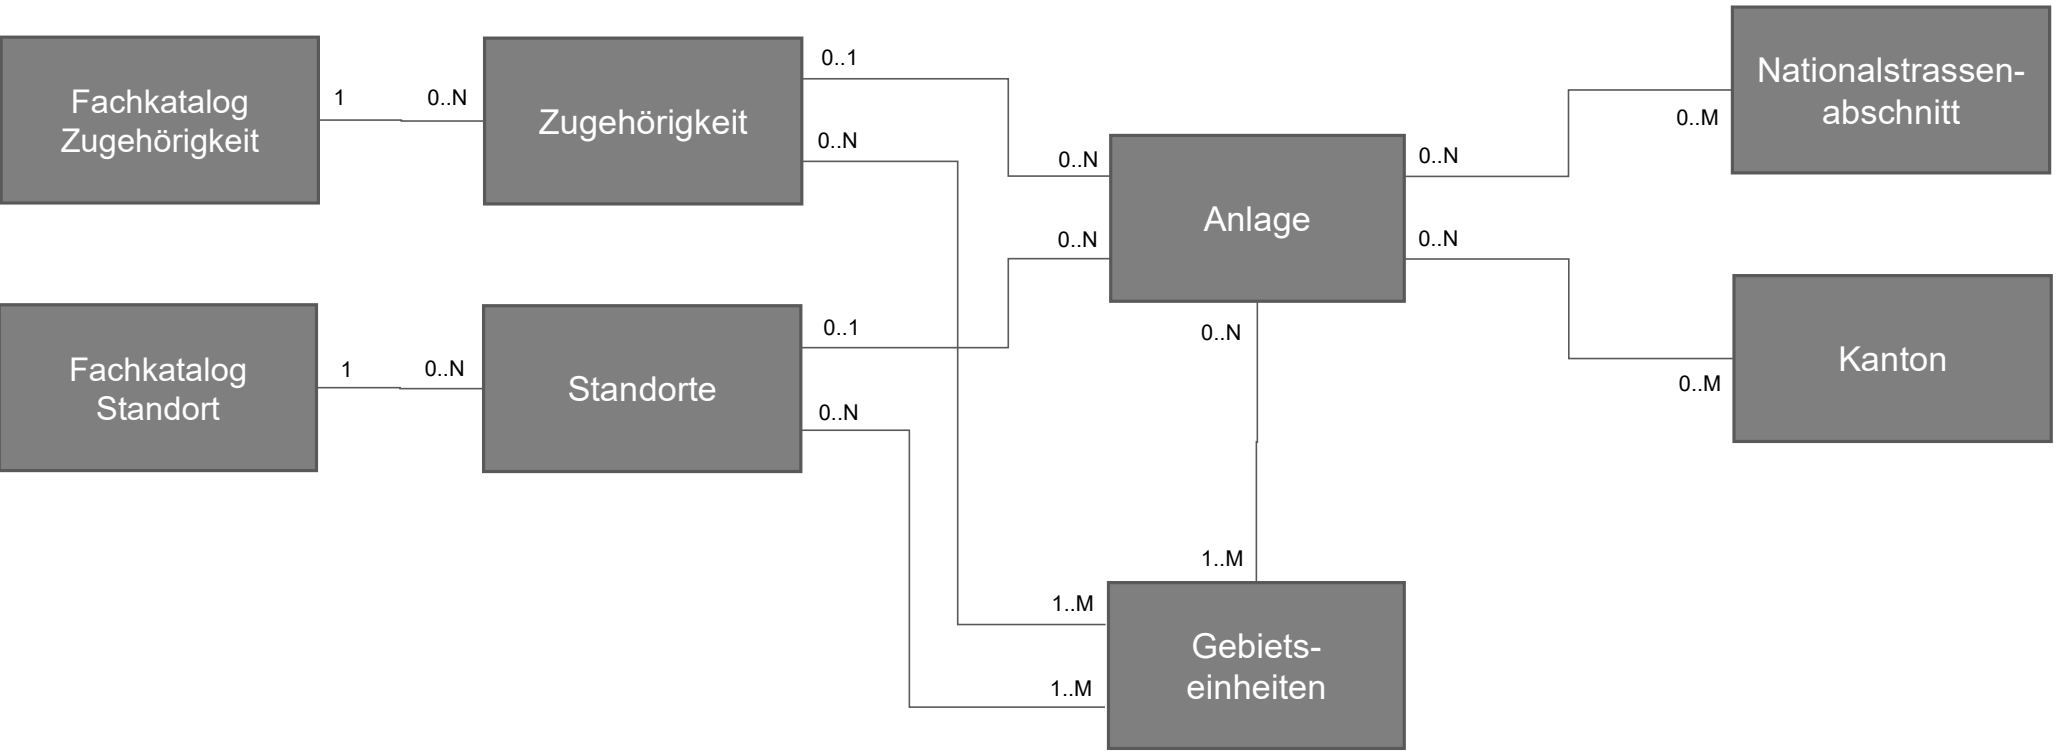 Fachkatalog
Zugehörigkeit
1
0..N
Zugehörigkeit
0..1
0..N
0..N
0..N
Anlage
0..N
0..N
0..N
Nationalstrassen-
abschnitt
0..M
Kanton
0..M
Fachkatalog
Standort
1
0..N
Standorte
0..1
0..N
1..M
1..M
1..M
Gebiets-
einheiten